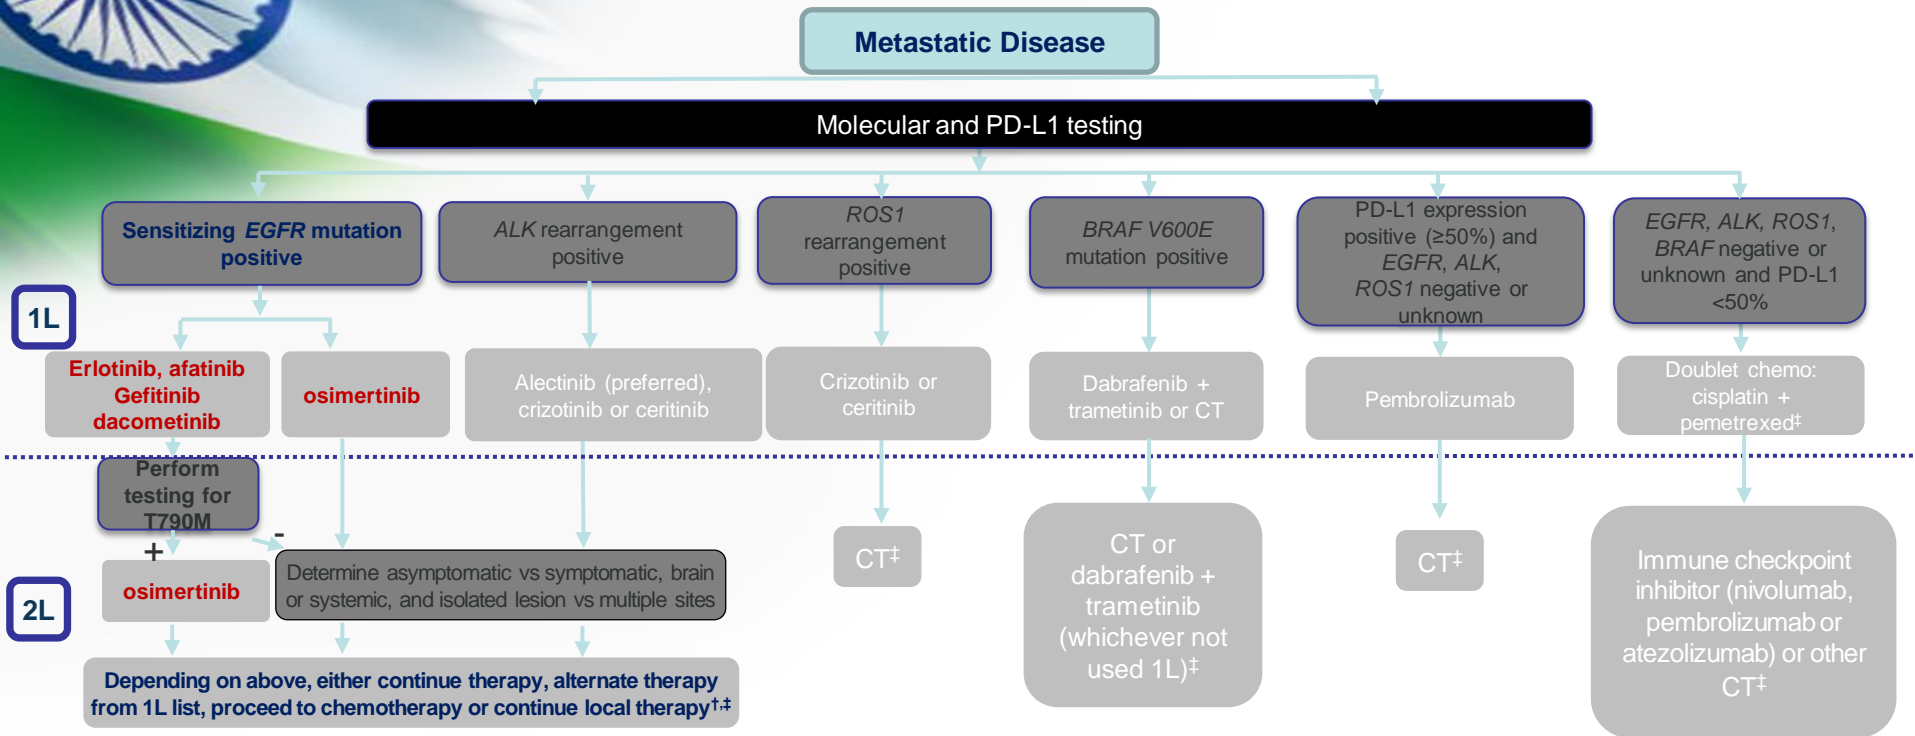 Metastatic Disease
Molecular and PD-L1 testing
Sensitizing EGFR mutation
positive
ALK rearrangement
positive
ROS1
rearrangement
positive
BRAF V600E
mutation positive
PD-L1 expression
positive (≥50%) and
EGFR, ALK,
ROS1 negative or
unknown
EGFR, ALK, ROS1,
BRAF negative or
unknown and PD-L1
<50%
1L
Erlotinib, afatinib
Gefitinib
dacometinib
osimertinib
Alectinib (preferred),
crizotinib or ceritinib
Crizotinib or
ceritinib
Dabrafenib +
trametinib or CT
Pembrolizumab
Doublet chemo:
cisplatin +
pemetrexed‡
Perform
testing for
T790M
+
-
2L
osimertinib
Determine asymptomatic vs symptomatic, brain
or systemic, and isolated lesion vs multiple sites
CT‡
CT or
dabrafenib +
trametinib
(whichever not
used 1L)‡
CT‡
Immune checkpoint
inhibitor (nivolumab,
pembrolizumab or
atezolizumab) or other
CT‡
Depending on above, either continue therapy, alternate therapy
from 1L list, proceed to chemotherapy or continue local therapy†,‡